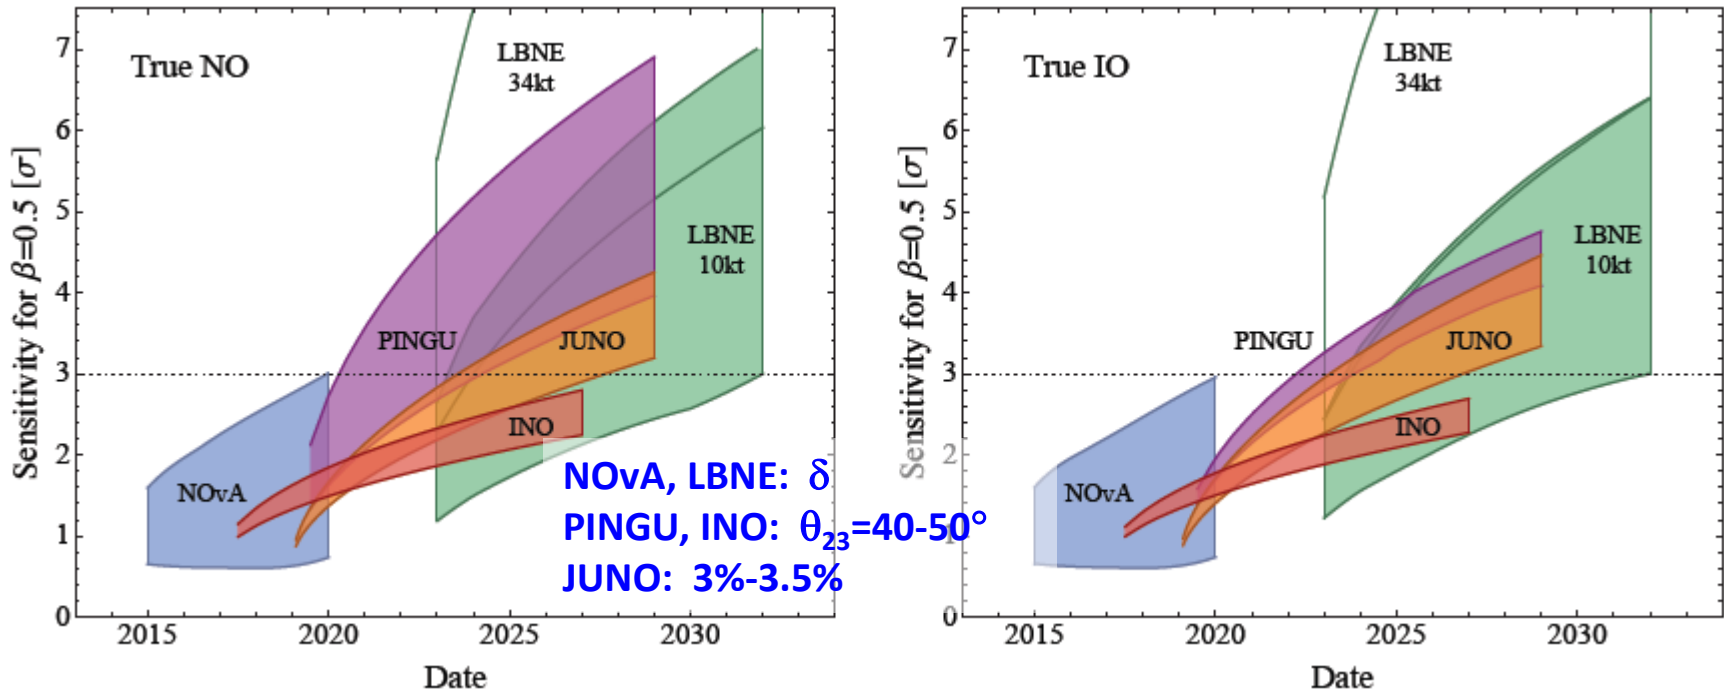 True NO
LBNE
34kt
LBNE
10kt
PINGU
JUNO
INO
NOvA
Sensitivity for β=0.5 [σ]
7
6
5
4
3
2
1
0
2015
2020
2025
2030
Date
NOvA, LBNE: δ
PINGU, INO: θ₂₃=40-50°
JUNO: 3%-3.5%
True IO
LBNE
34kt
LBNE
10kt
PINGU
JUNO
INO
NOvA
Sensitivity for β=0.5 [σ]
7
6
5
4
3
2
1
0
2015
2020
2025
2030
Date